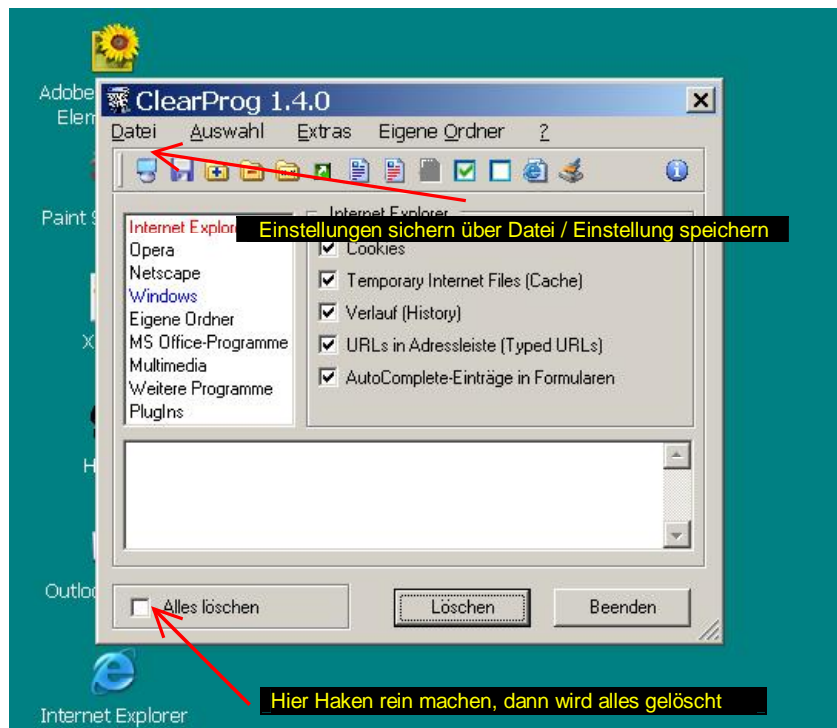 Adobe
Elem
ClearProg 1.4.0
Datei Auswahl Extras Eigene Ordner ?
Paint S
Internet Explorer
Internet Explor
Einstellungen sichern über Datei / Einstellung speichern
Opera
Netscape
Windows
Eigene Ordner
MS Office-Programme
Multimedia
Weitere Programme
PlugIns
Cookies
Temporary Internet Files (Cache)
Verlauf (History)
URLs in Adressleiste (Typed URLs)
AutoComplete-Einträge in Formularen
X
H
Outloo
Alles löschen
Löschen
Beenden
Hier Haken rein machen, dann wird alles gelöscht
Internet Explorer